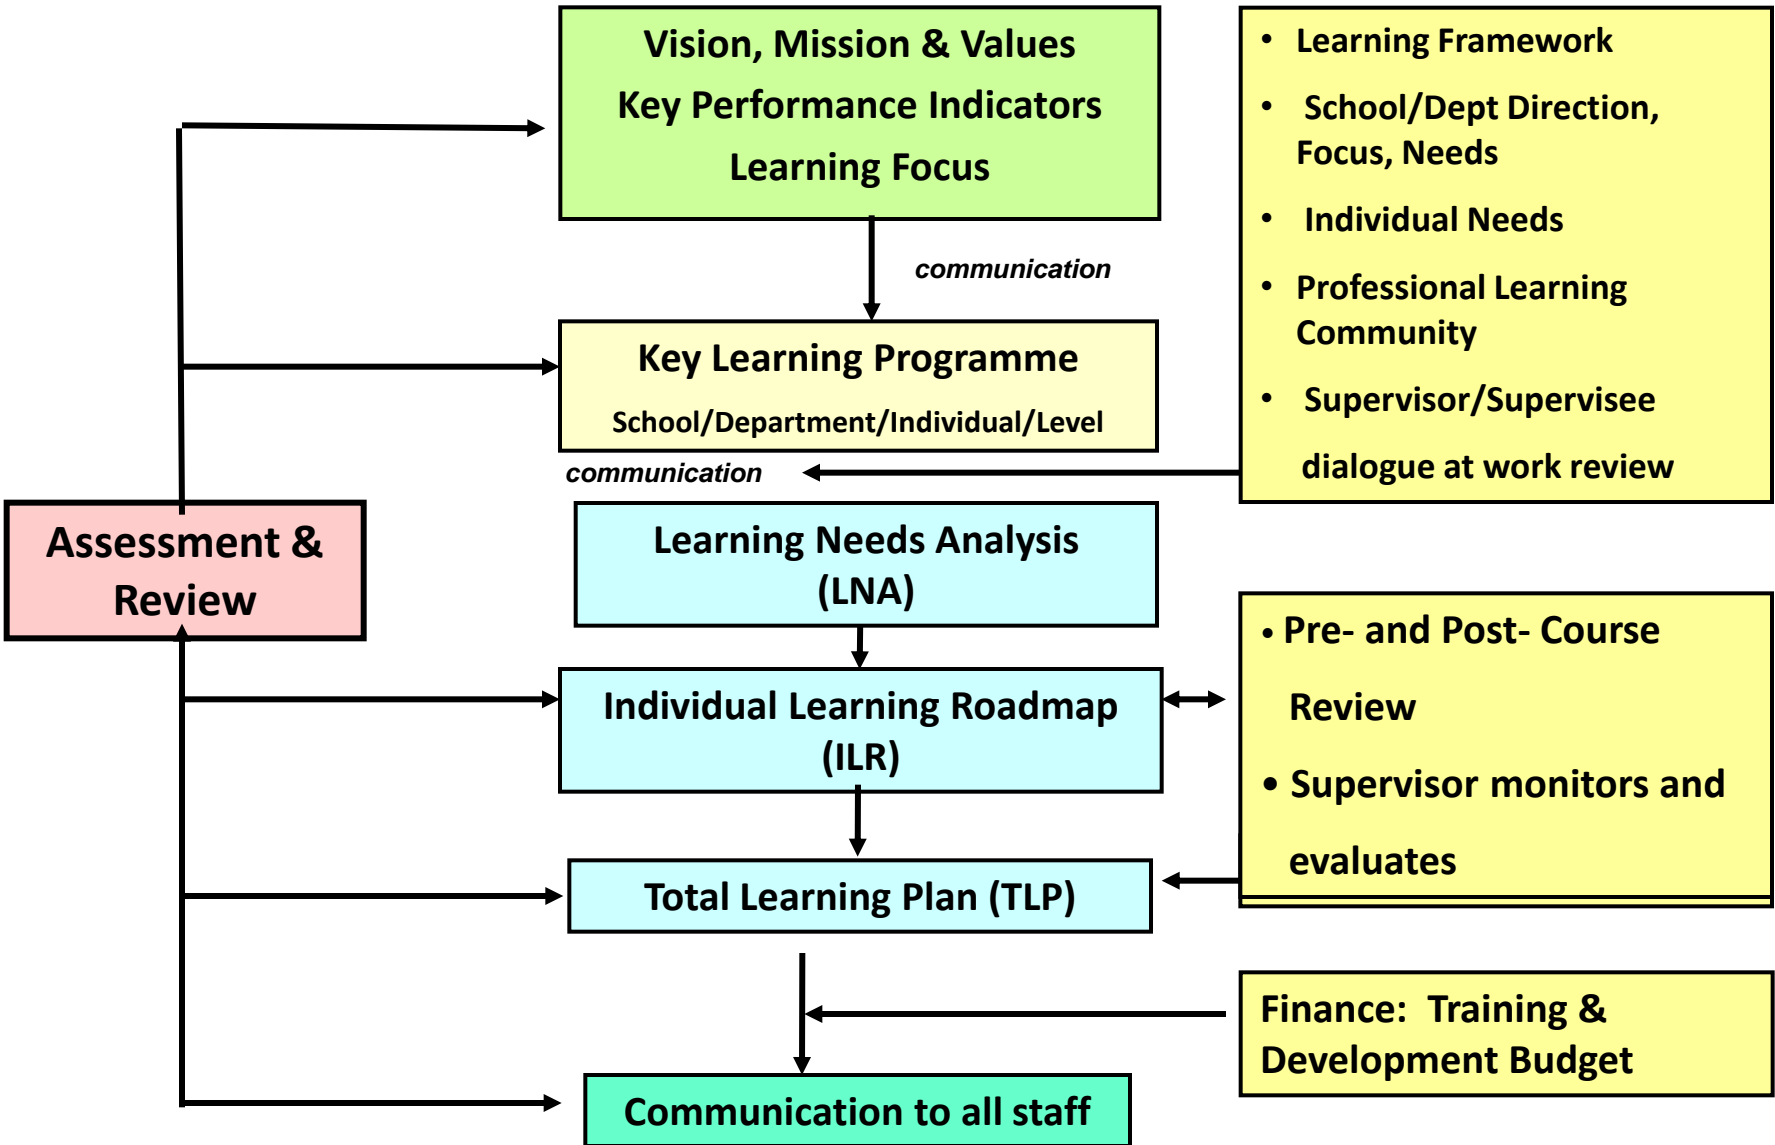 Vision, Mission & Values
Key Performance Indicators
Learning Focus
communication
Key Learning Programme
School/Department/Individual/Level
communication
• Learning Framework
• School/Dept Direction,
Focus, Needs
• Individual Needs
• Professional Learning
Community
• Supervisor/Supervisee
dialogue at work review
Assessment &
Review
Learning Needs Analysis
(LNA)
Individual Learning Roadmap
(ILR)
• Pre- and Post- Course
Review
• Supervisor monitors and
evaluates
Total Learning Plan (TLP)
Finance: Training &
Development Budget
Communication to all staff